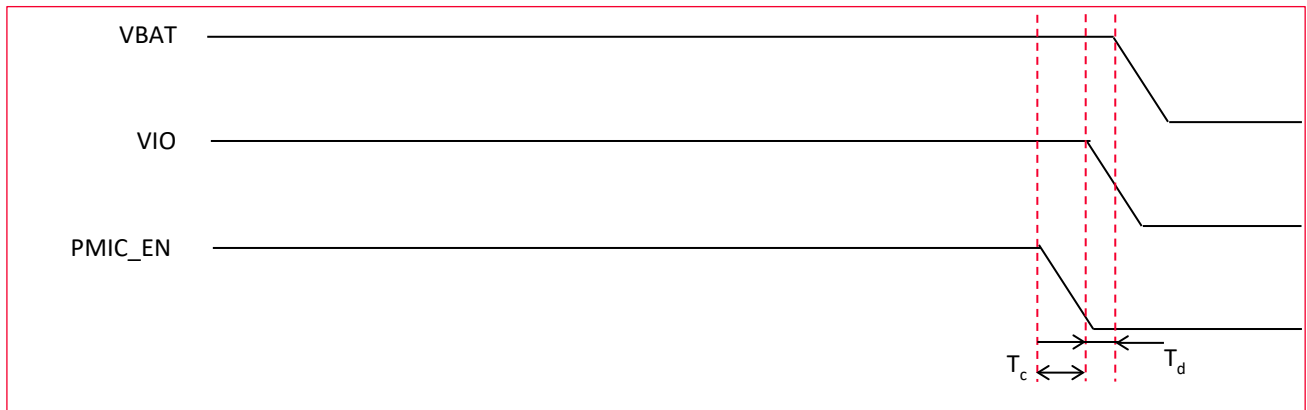 VBAT
VIO
PMIC_EN
Tc
Td